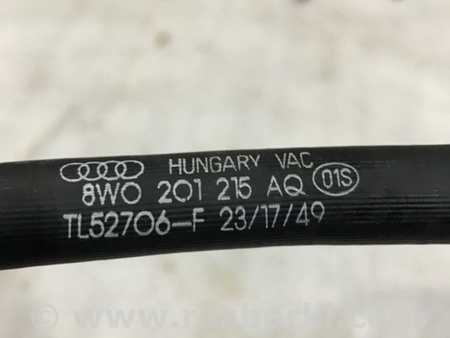 HUNGARY VAC
8W0 201 215 AQ 01S
TL52706-F 23/17/49